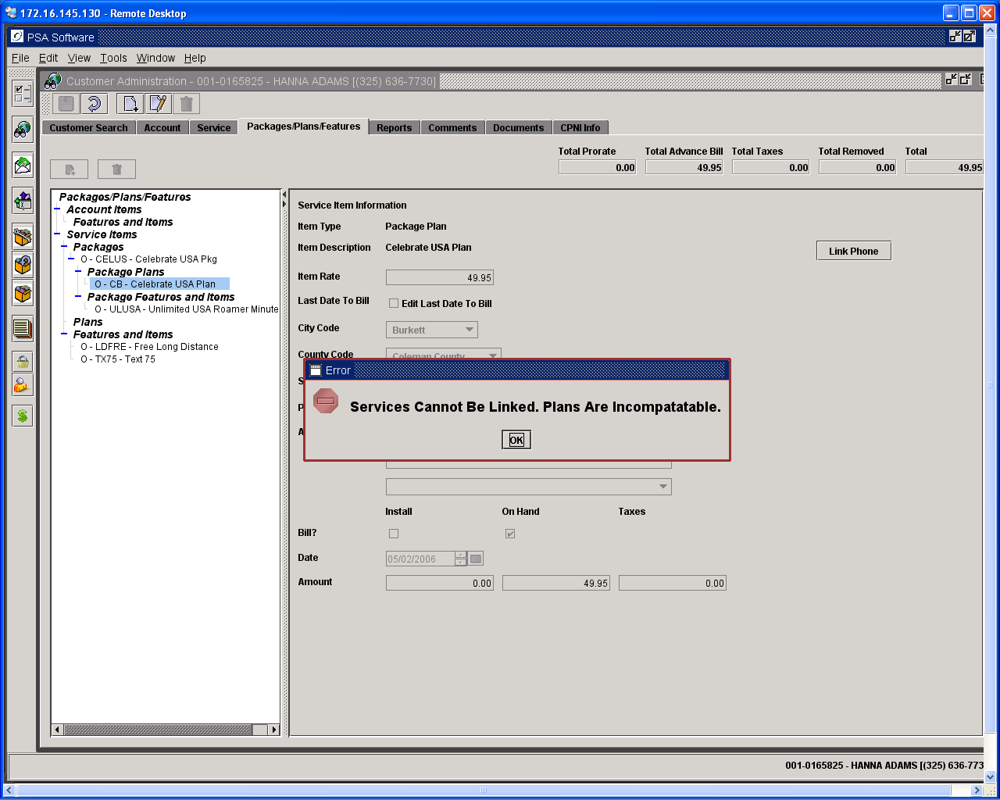 172.16.145.130 - Remote Desktop
PSA Software
File Edit View Tools Window Help
Customer Administration - 001-0165825 - HANNA ADAMS [(325) 636-7730]
Customer Search Account Service Packages/Plans/Features Reports Comments Documents CPNI Info
Total Prorate Total Advance Bill Total Taxes Total Removed Total
0.00 49.95 0.00 0.00 49.95
Packages/Plans/Features
Account Items
Features and Items
Service Items
Packages
O - CELUS - Celebrate USA Pkg
Package Plans
O - CB - Celebrate USA Plan
Package Features and Items
O - ULUSA - Unlimited USA Roamer Minute
Plans
Features and Items
O - LDFRE - Free Long Distance
O - TX75 - Text 75
Service Item Information
Item Type Package Plan
Item Description Celebrate USA Plan
Link Phone
Item Rate 49.95
Last Date To Bill Edit Last Date To Bill
City Code Burkett
County Code Coleman County
Error
Services Cannot Be Linked. Plans Are Incompatatable.
OK
Install On Hand Taxes
Bill?
Date 05/02/2006
Amount 0.00 49.95 0.00
001-0165825 - HANNA ADAMS [(325) 636-773